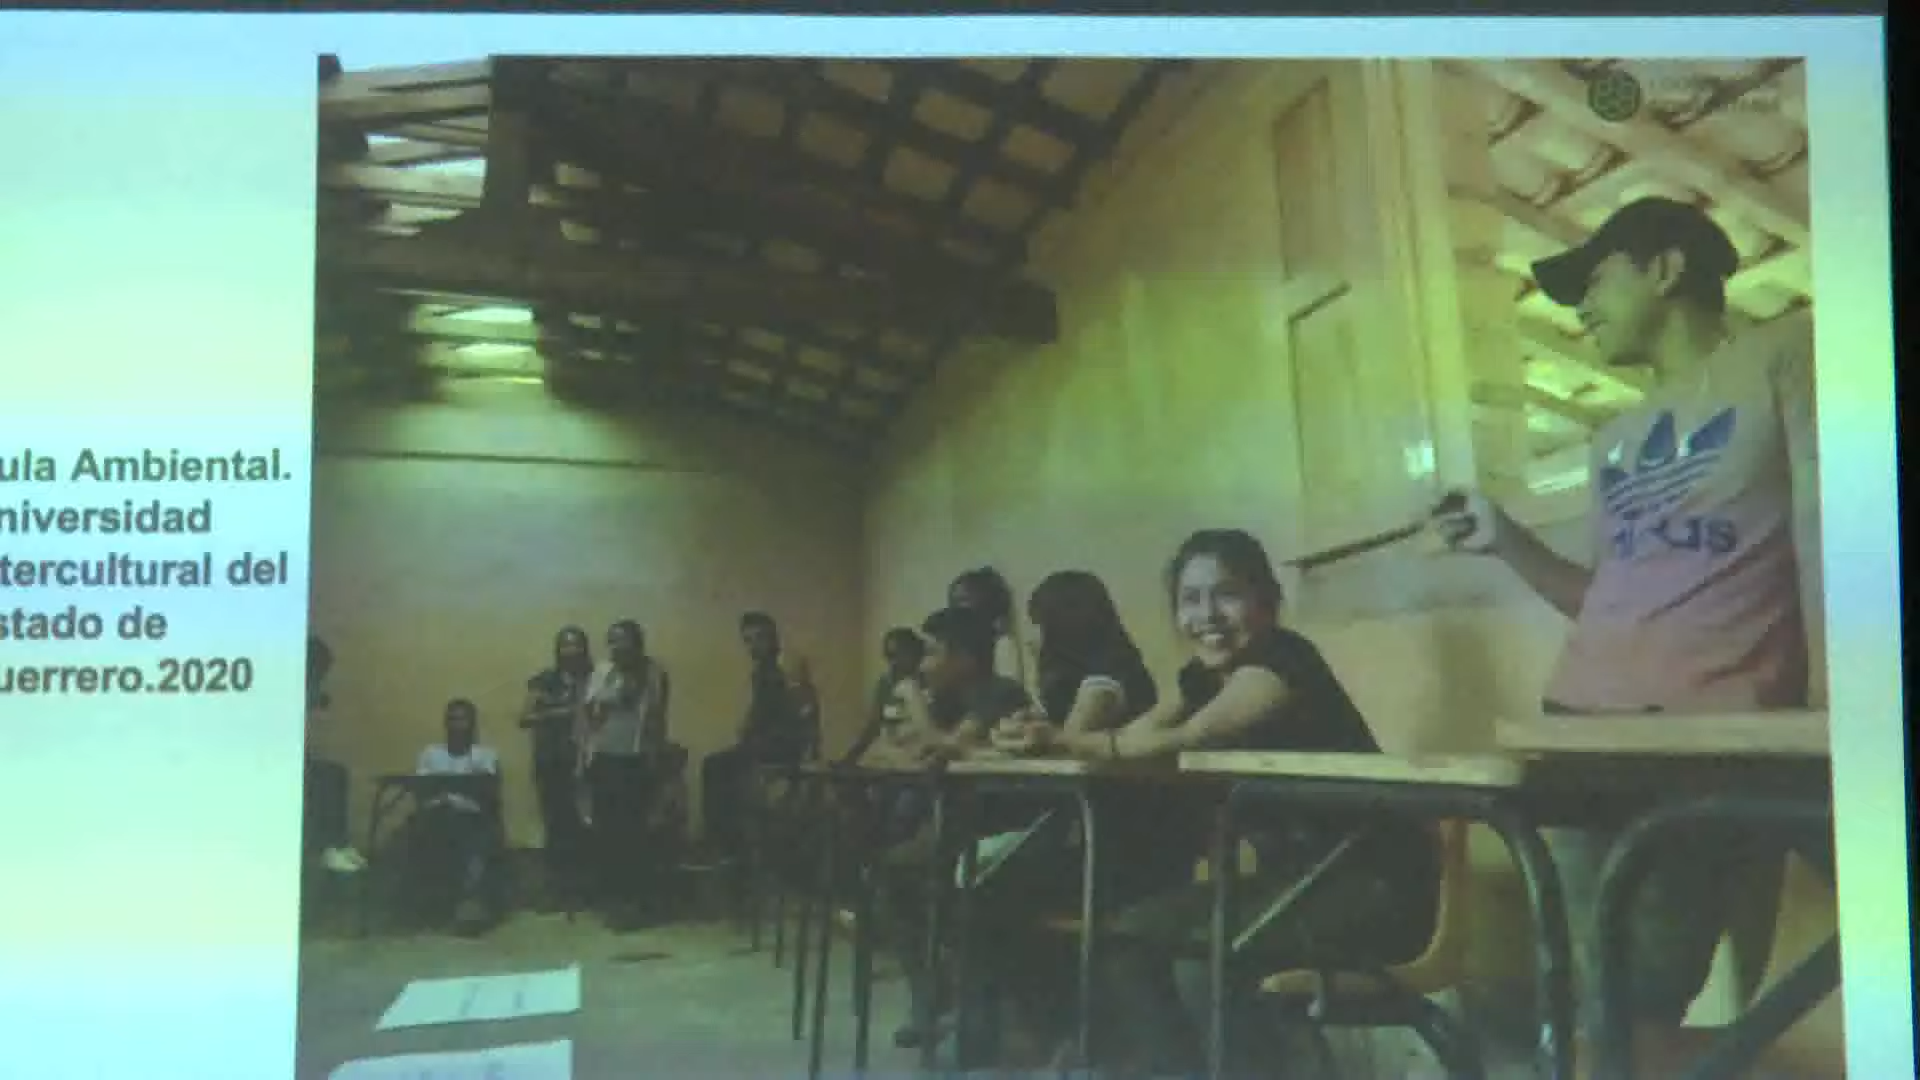 ula Ambiental.
niversidad
tercultural del
stado de
uerrero.2020